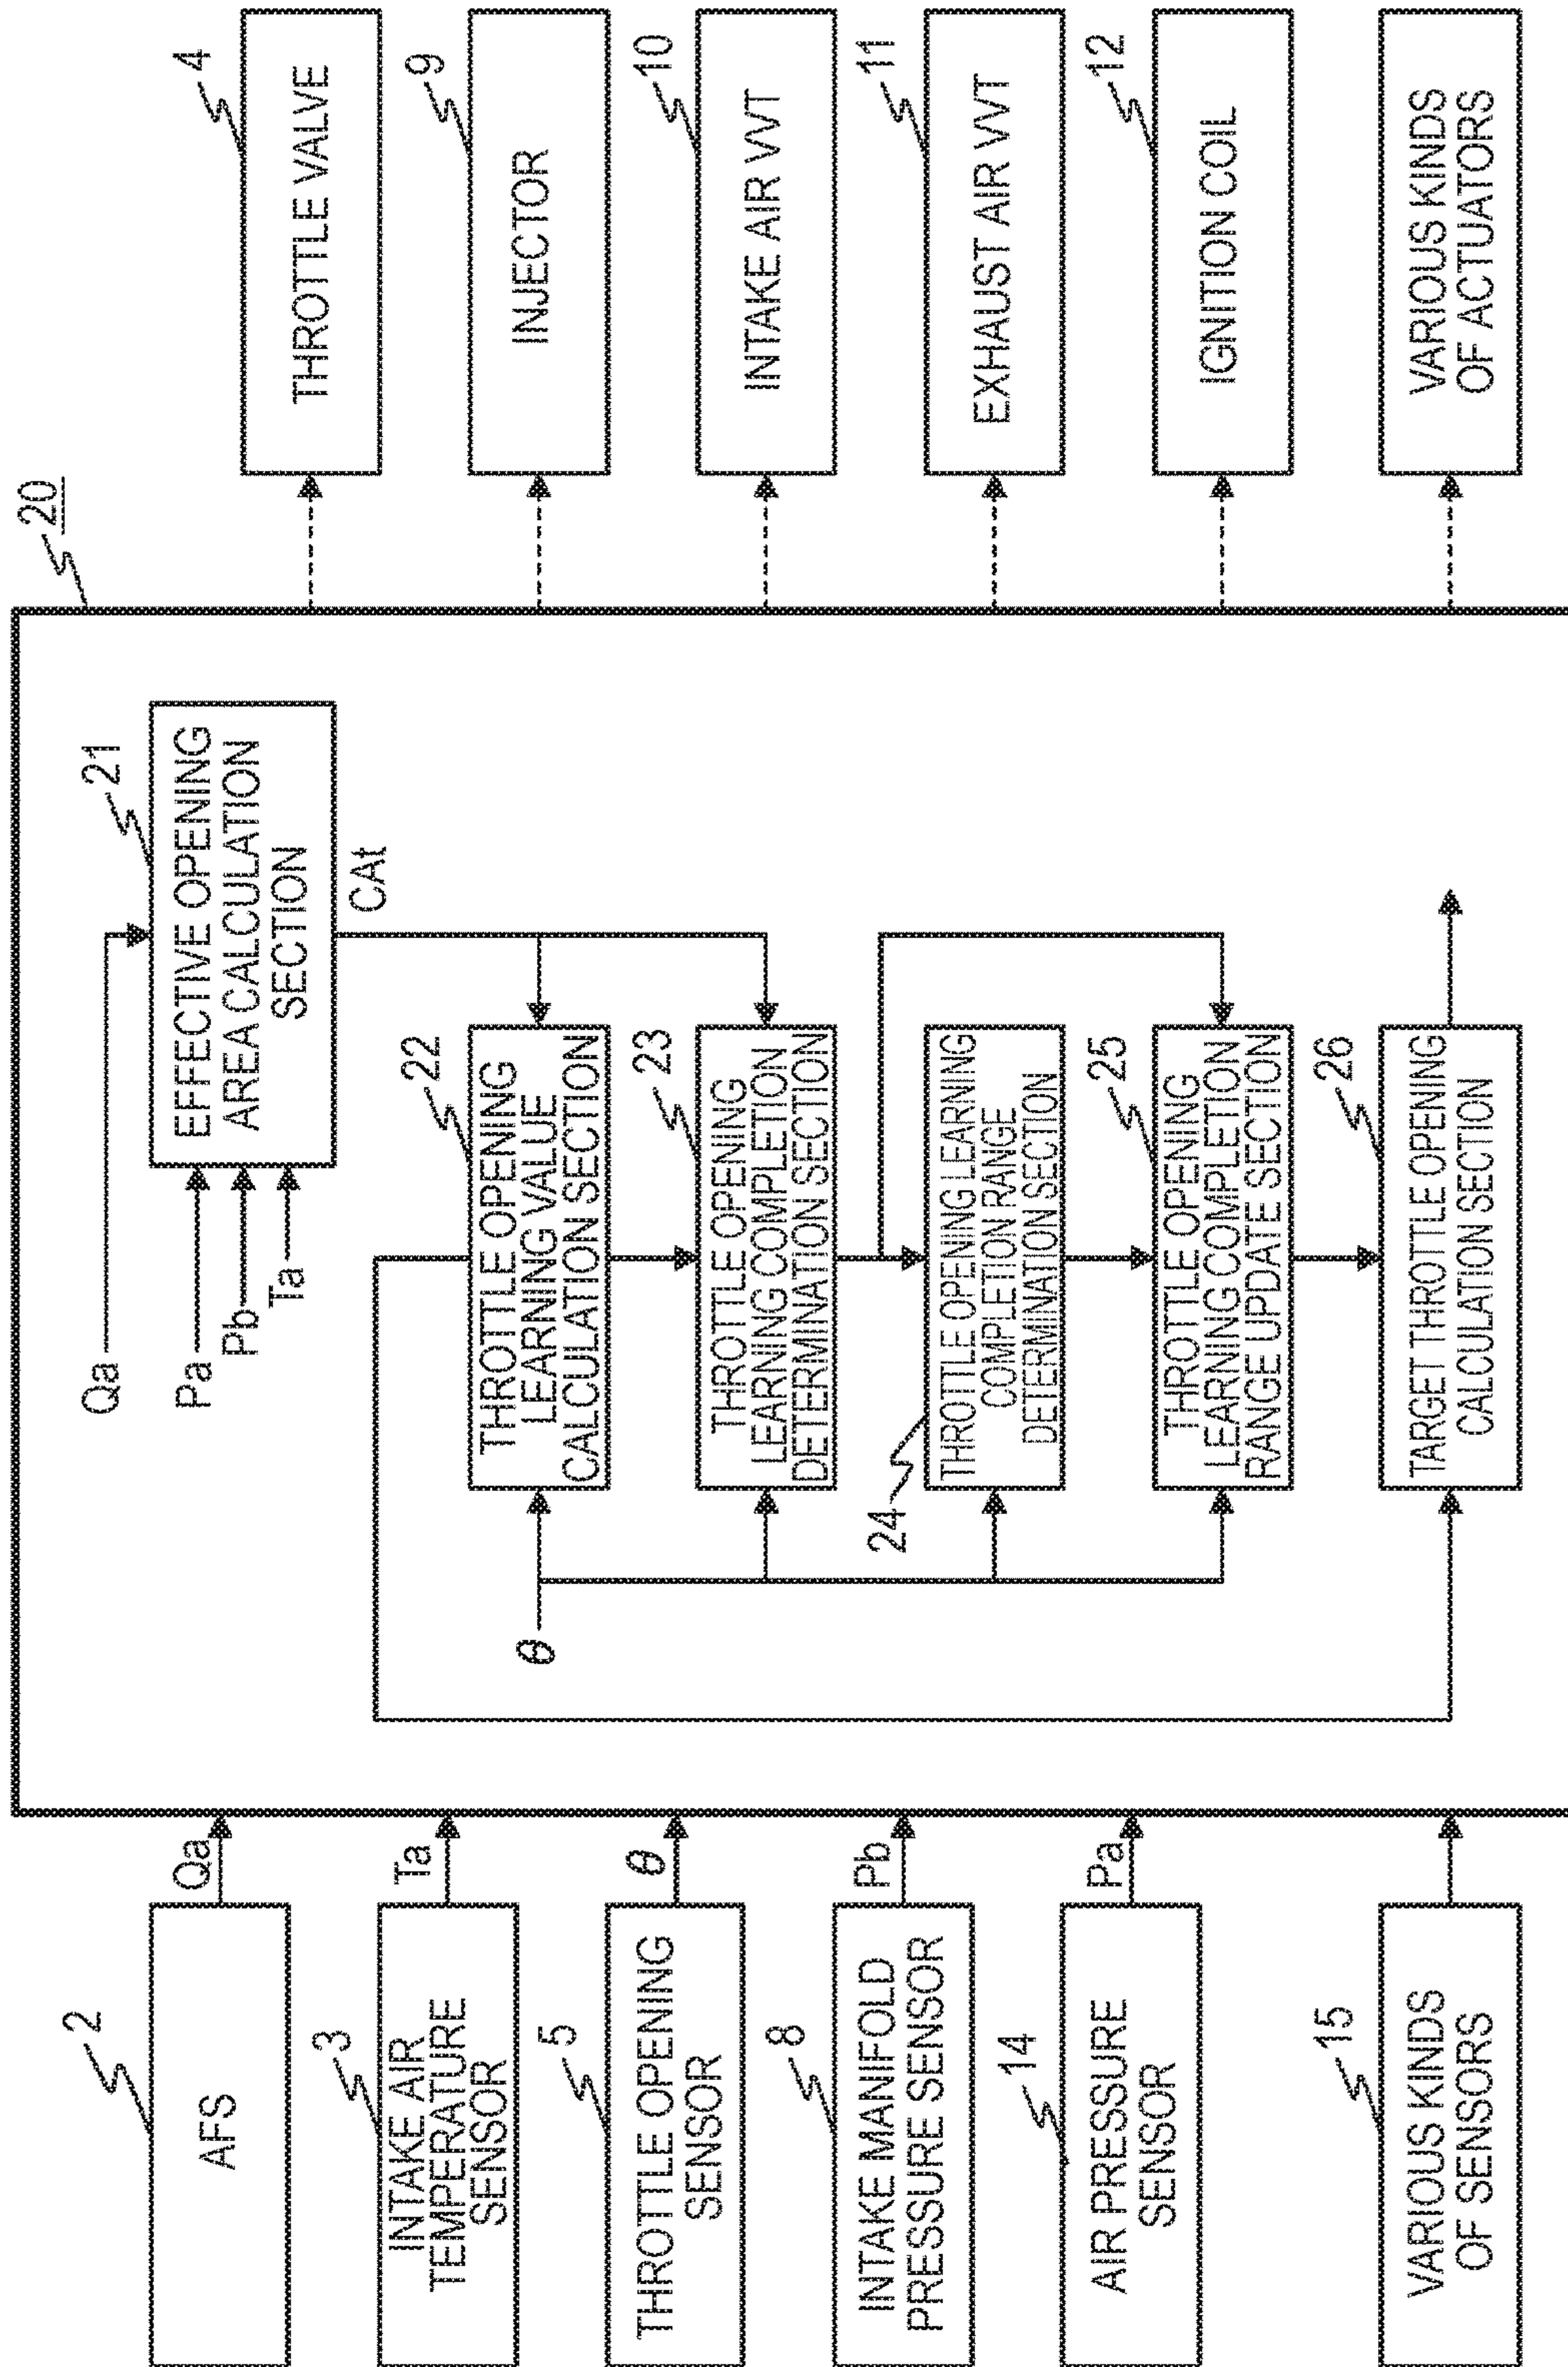 20
2
AFS
Qa
3
INTAKE AIR
TEMPERATURE
SENSOR
Ta
5
THROTTLE OPENING
SENSOR
θ
8
INTAKE MANIFOLD
PRESSURE SENSOR
Pb
14
AIR PRESSURE
SENSOR
Pa
15
VARIOUS KINDS
OF SENSORS
Qa
Pa
Pb
Ta
21
EFFECTIVE OPENING
AREA CALCULATION
SECTION
CAt
θ
22
THROTTLE OPENING
LEARNING VALUE
CALCULATION SECTION
23
THROTTLE OPENING
LEARNING COMPLETION
DETERMINATION SECTION
24
THROTTLE OPENING LEARNING
COMPLETION RANGE
DETERMINATION SECTION
25
THROTTLE OPENING
LEARNING COMPLETION
RANGE UPDATE SECTION
26
TARGET THROTTLE OPENING
CALCULATION SECTION
4
THROTTLE VALVE
9
INJECTOR
10
INTAKE AIR VVT
11
EXHAUST AIR VVT
12
IGNITION COIL
VARIOUS KINDS
OF ACTUATORS